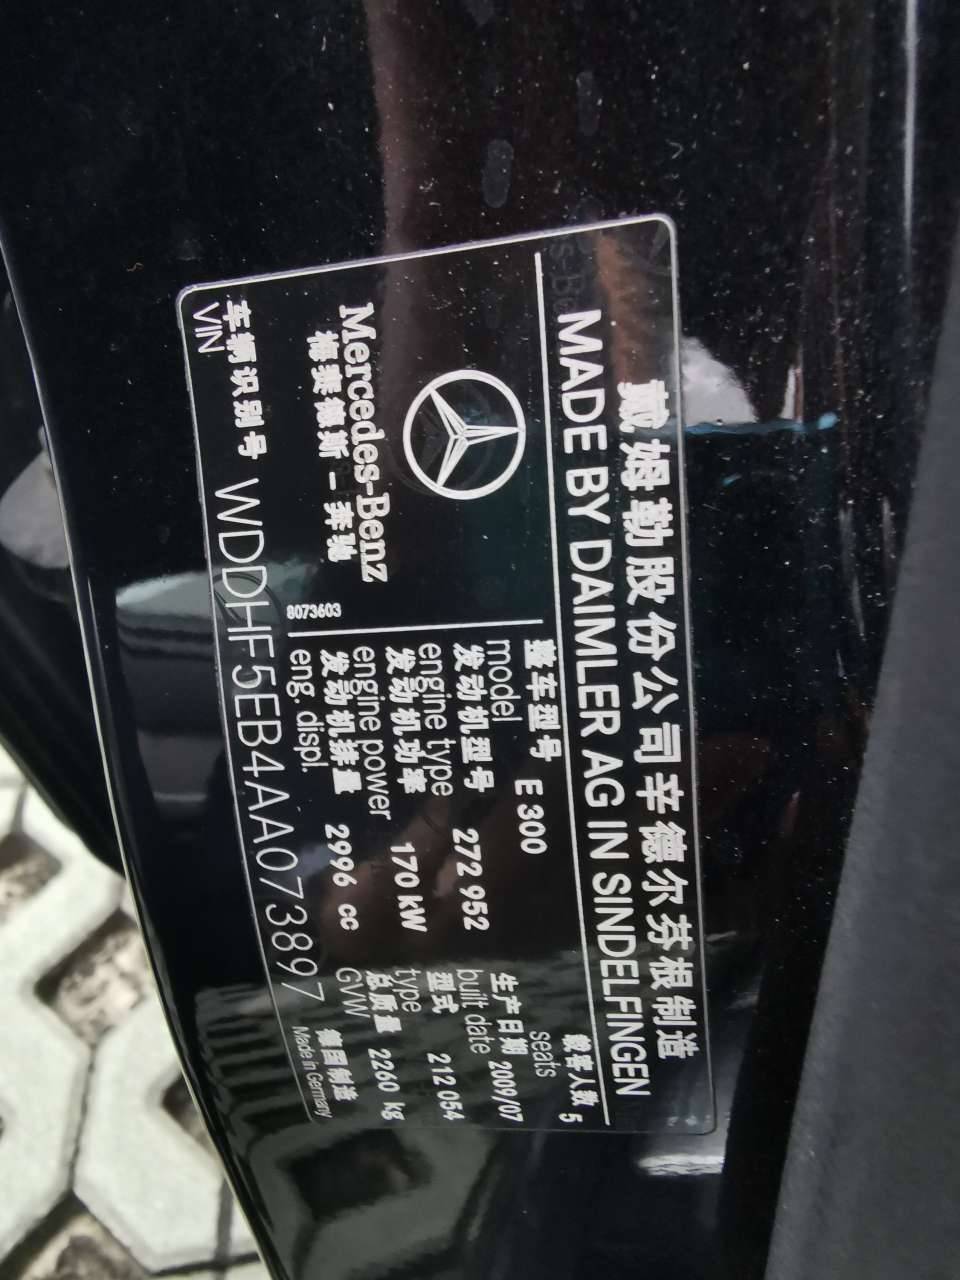 戴姆勒股份公司辛德尔芬根制造
MADE BY DAIMLER AG IN SINDELFINGEN
Mercedes-Benz
梅赛德斯－奔驰
8073603
整车型号 E 300
model
载客人数 5
seats
发动机型号 272 952
engine type
生产日期 2009/07
built date
发动机功率 170 kW
engine power
型式 212 054
type
发动机排量 2996 cc
eng. displ.
总质量 2260 kg
GVW
车辆识别号 WDDHF5EB4AA073897
VIN
德国制造
Made in Germany